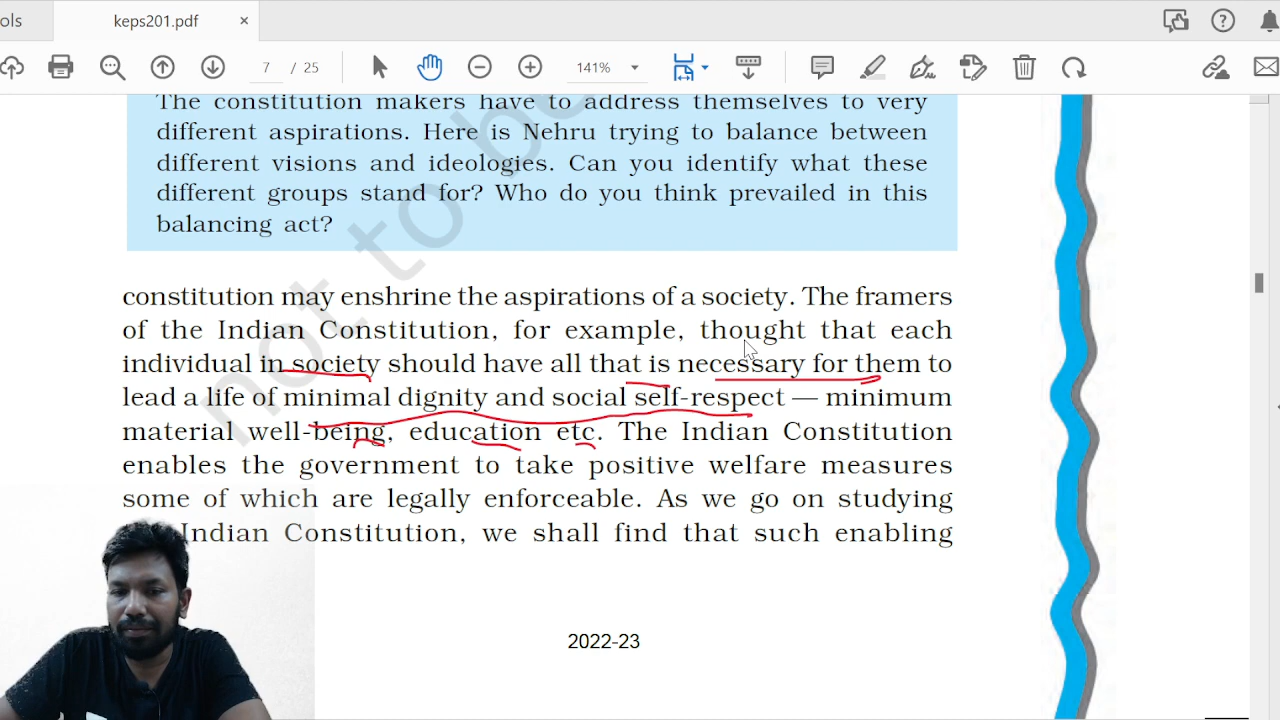 ols
keps201.pdf ×
7 / 25
141%
The constitution makers have to address themselves to very
different aspirations. Here is Nehru trying to balance between
different visions and ideologies. Can you identify what these
different groups stand for? Who do you think prevailed in this
balancing act?
not to be
constitution may enshrine the aspirations of a society. The framers
of the Indian Constitution, for example, thought that each
individual in society should have all that is necessary for them to
lead a life of minimal dignity and social self-respect — minimum
material well-being, education etc. The Indian Constitution
enables the government to take positive welfare measures
some of which are legally enforceable. As we go on studying
Indian Constitution, we shall find that such enabling
2022-23